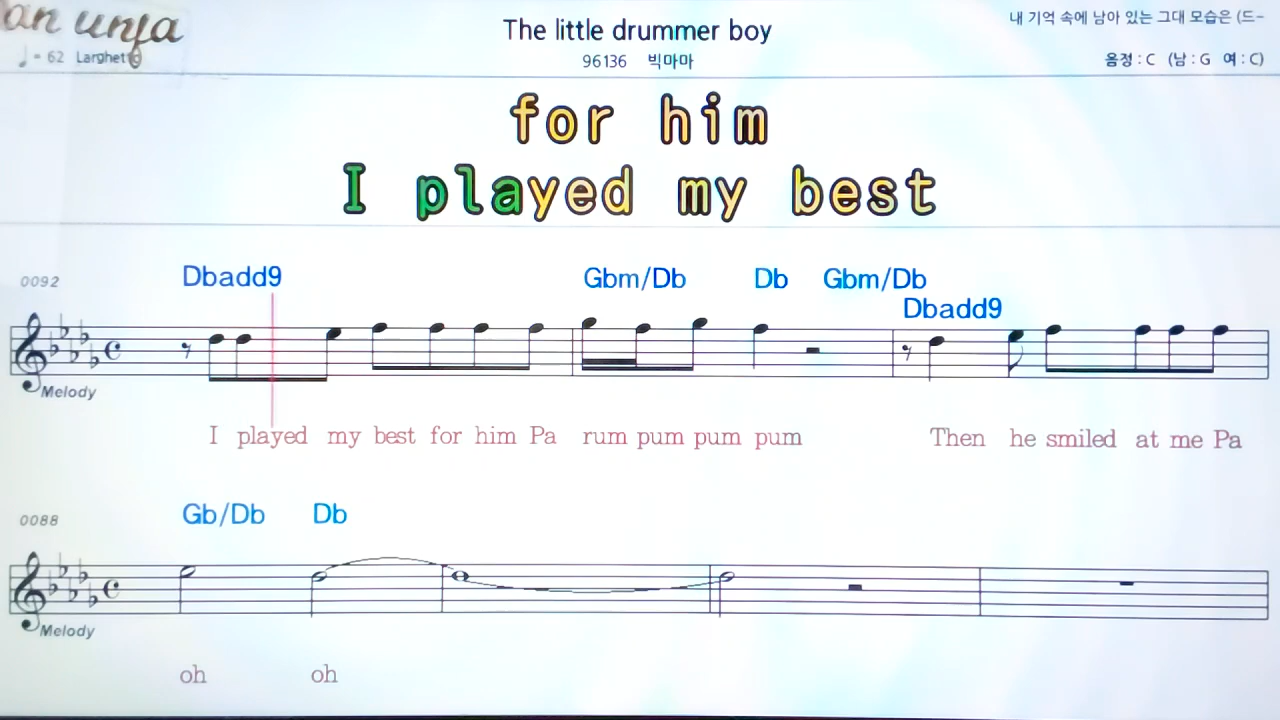 The little drummer boy
내 기억 속에 남아 있는 그대 모습은 (드-
♩ = 62 Larghetto
96136 빅마마
음정 : C (남 : G 여 : C)
for him
I played my best
0092
Dbadd9 Gbm/Db Db Gbm/Db
Dbadd9
Melody
I played my best for him Pa rum pum pum pum Then he smiled at me Pa
0088
Gb/Db Db
Melody
oh oh